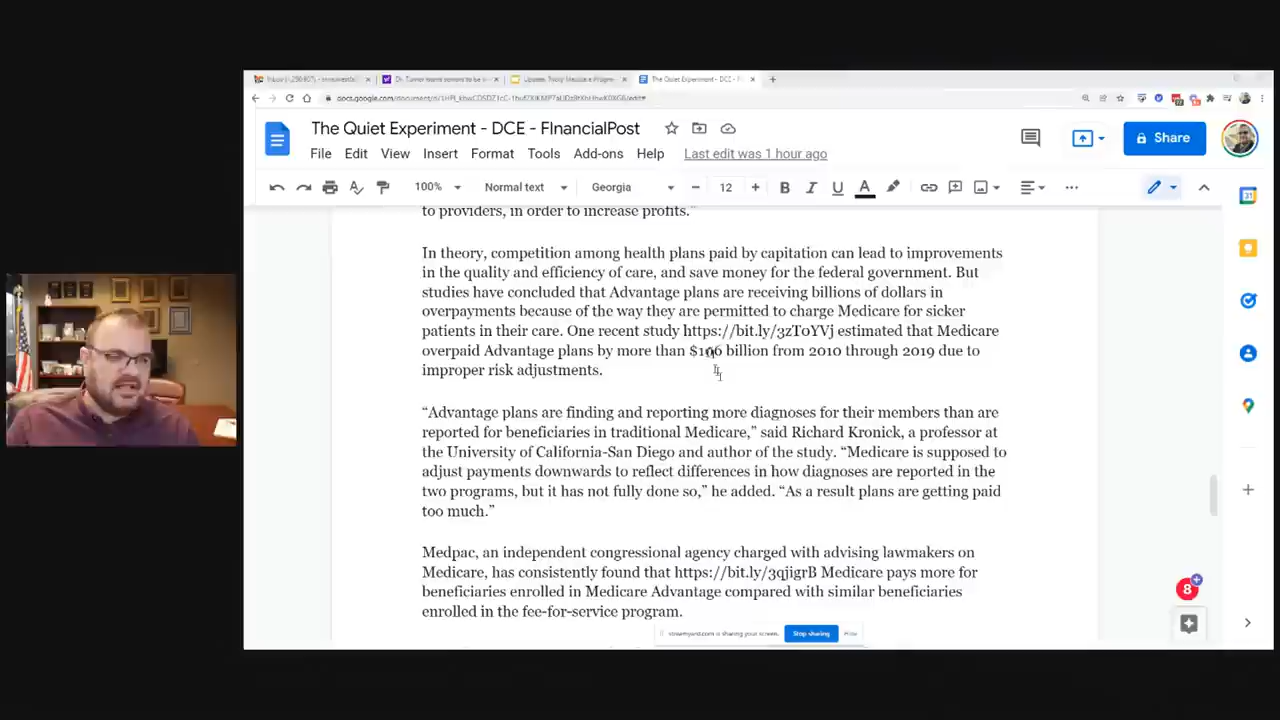 Inbox
The Quiet Experiment - DCE - F
The Quiet Experiment - DCE - FInancialPost
File Edit View Insert Format Tools Add-ons Help Last edit was 1 hour ago
Share
100% Normal text Georgia 12
to providers, in order to increase profits.”
In theory, competition among health plans paid by capitation can lead to improvements
in the quality and efficiency of care, and save money for the federal government. But
studies have concluded that Advantage plans are receiving billions of dollars in
overpayments because of the way they are permitted to charge Medicare for sicker
patients in their care. One recent study https://bit.ly/3zToYVj estimated that Medicare
overpaid Advantage plans by more than $106 billion from 2010 through 2019 due to
improper risk adjustments.
“Advantage plans are finding and reporting more diagnoses for their members than are
reported for beneficiaries in traditional Medicare,” said Richard Kronick, a professor at
the University of California-San Diego and author of the study. “Medicare is supposed to
adjust payments downwards to reflect differences in how diagnoses are reported in the
two programs, but it has not fully done so,” he added. “As a result plans are getting paid
too much.”
Medpac, an independent congressional agency charged with advising lawmakers on
Medicare, has consistently found that https://bit.ly/3qjigrB Medicare pays more for
beneficiaries enrolled in Medicare Advantage compared with similar beneficiaries
enrolled in the fee-for-service program.
8
streamyard.com is sharing your screen. Stop sharing Hide